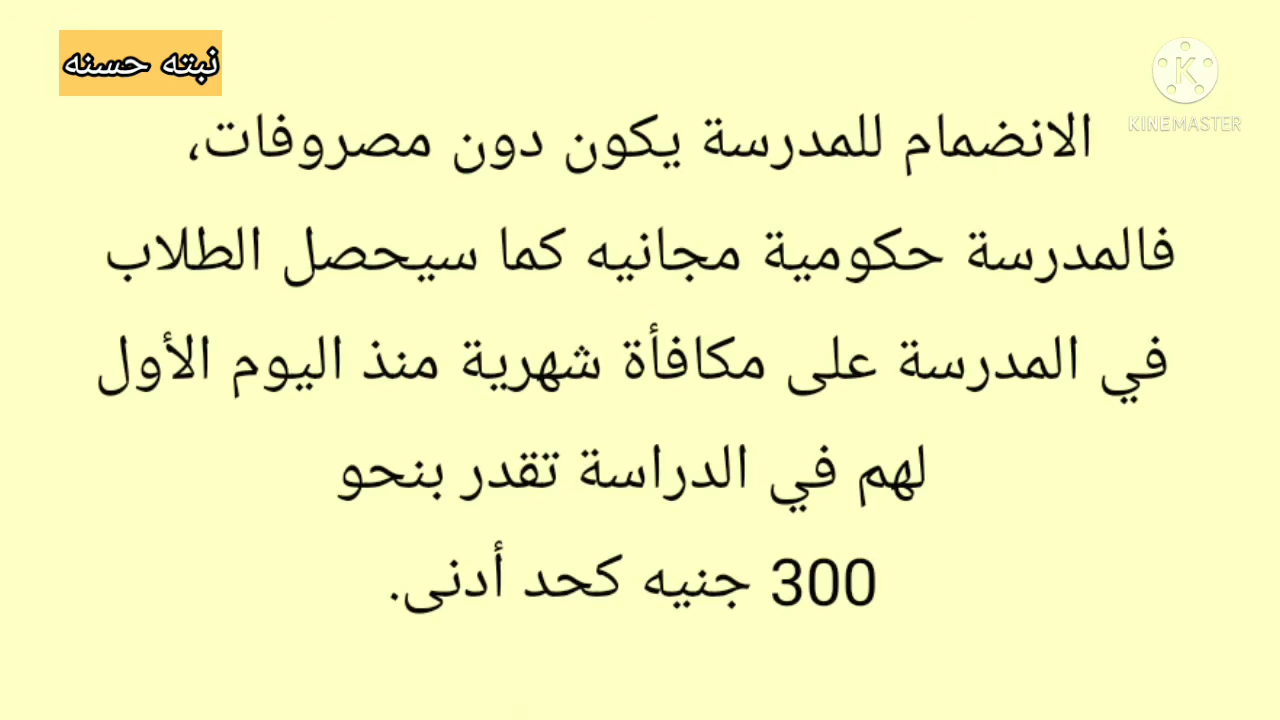 نبته حسنه
KINEMASTER
الانضمام للمدرسة يكون دون مصروفات،
فالمدرسة حكومية مجانيه كما سيحصل الطلاب
في المدرسة على مكافأة شهرية منذ اليوم الأول
لهم في الدراسة تقدر بنحو
300 جنيه كحد أدنى.